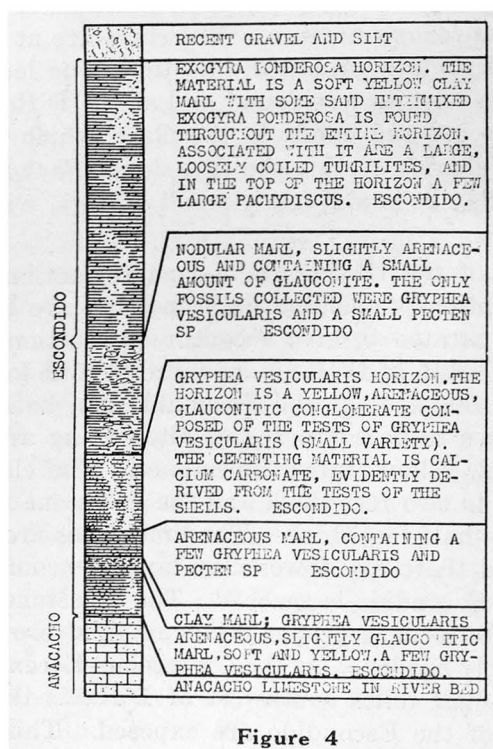 RECENT GRAVEL AND SILT
EXOGYRA PONDEROSA HORIZON. THE
MATERIAL IS A SOFT YELLOW CLAY
MARL WITH SOME SAND INTERMIXED
EXOGYRA PONDEROSA IS FOUND
THROUGHOUT THE ENTIRE HORIZON.
ASSOCIATED WITH IT ARE A LARGE,
LOOSELY COILED TURRILITES, AND
IN THE TOP OF THE HORIZON A FEW
LARGE PACHYDISCUS. ESCONDIDO.
NODULAR MARL, SLIGHTLY ARENACE-
OUS AND CONTAINING A SMALL
AMOUNT OF GLAUCONITE. THE ONLY
FOSSILS COLLECTED WERE GRYPHEA
VESICULARIS AND A SMALL PECTEN
SP ESCONDIDO
GRYPHEA VESICULARIS HORIZON.THE
HORIZON IS A YELLOW,ARENACEOUS,
GLAUCONITIC CONGLOMERATE COM-
POSED OF THE TESTS OF GRYPHEA
VESICULARIS (SMALL VARIETY).
THE CEMENTING MATERIAL IS CAL-
CIUM CARBONATE, EVIDENTLY DE-
RIVED FROM THE TESTS OF THE
SHELLS. ESCONDIDO.
ARENACEOUS MARL, CONTAINING A
FEW GRYPHEA VESICULARIS AND
PECTEN SP ESCONDIDO
CLAY MARL; GRYPHEA VESICULARIS
ARENACEOUS,SLIGHTLY GLAUCONITIC
MARL,SOFT AND YELLOW.A FEW GRY-
PHEA VESICULARIS. ESCONDIDO.
ANACACHO LIMESTONE IN RIVER BED
ESCONDIDO
ANACACHO
Figure 4